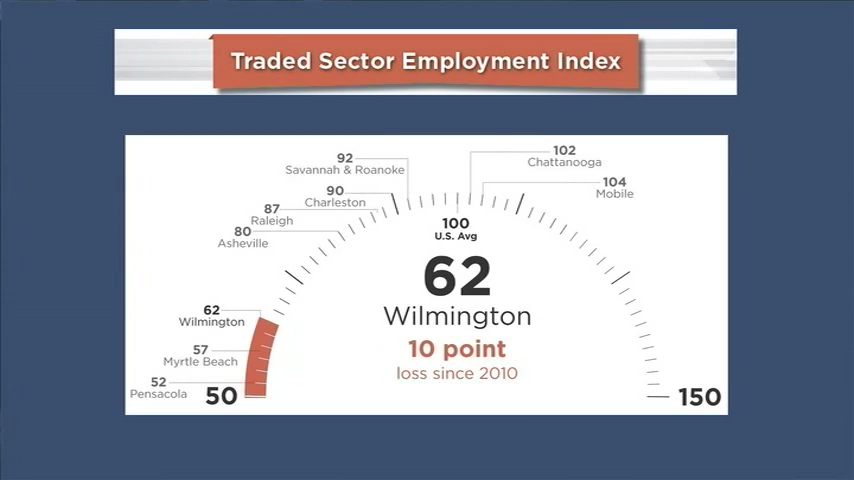 Traded Sector Employment Index
92
Savannah & Roanoke
102
Chattanooga
90
Charleston
104
Mobile
87
Raleigh
80
Asheville
100
U.S. Avg
62
Wilmington
10 point
loss since 2010
62
Wilmington
57
Myrtle Beach
52
Pensacola
50
150